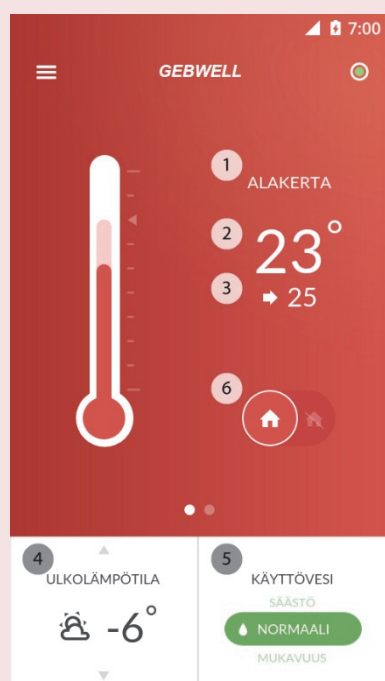 7:00
GEBWELL
1
ALAKERTA
2
23°
3
25
6
4
ULKOLÄMPÖTILA
-6°
5
KÄYTTÖVESI
SÄÄSTÖ
NORMAALI
MUKAVUUS